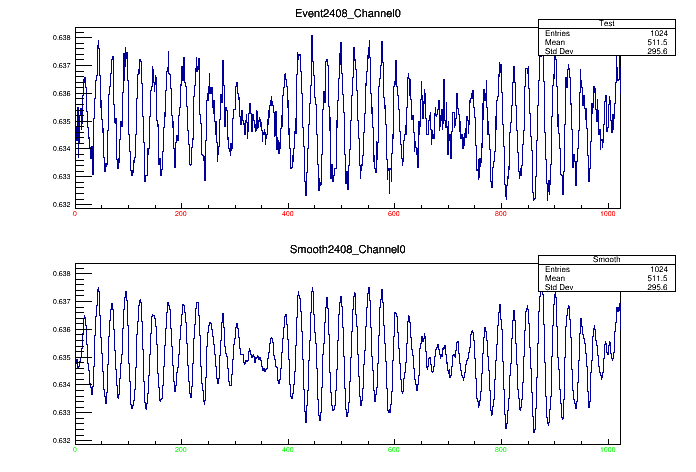 Event2408_Channel0
Test
Entries 1024
Mean 511.5
Std Dev 295.6
0.638
0.637
0.636
0.635
0.634
0.633
0.632
0 200 400 600 800 1000
Smooth2408_Channel0
Smooth
Entries 1024
Mean 511.5
Std Dev 295.6
0.638
0.637
0.636
0.635
0.634
0.633
0.632
0 200 400 600 800 1000